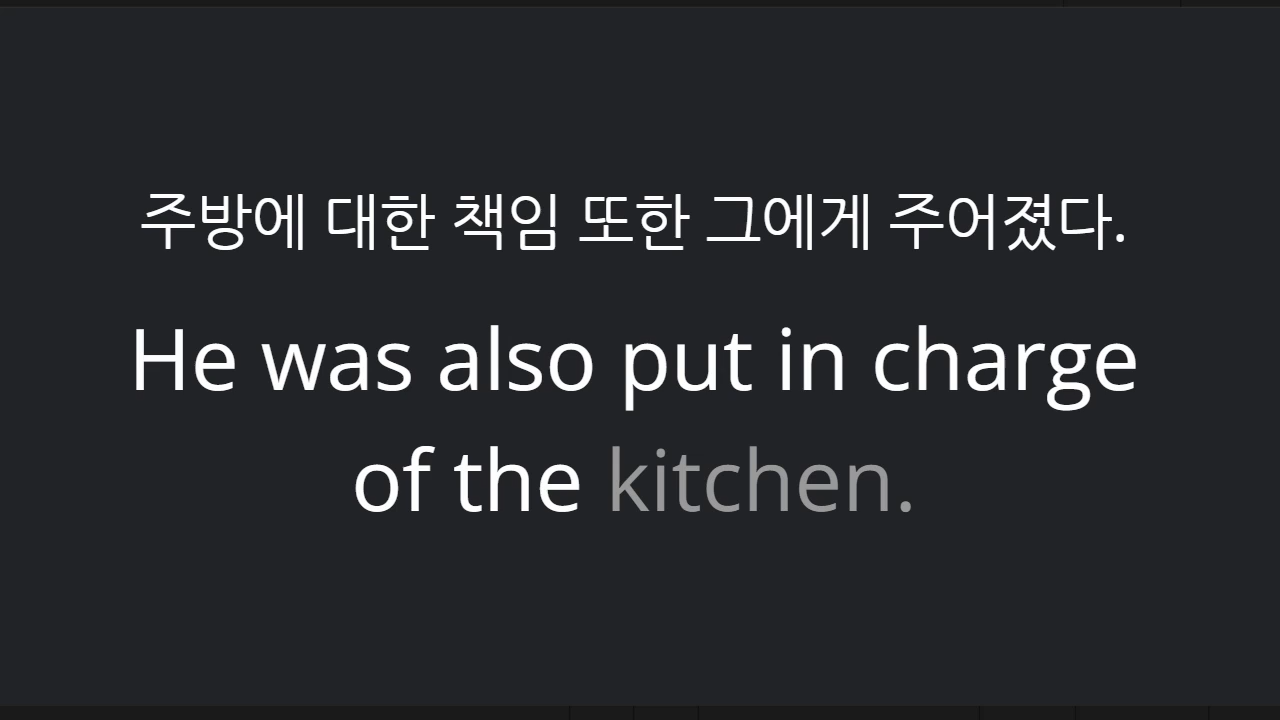 주방에 대한 책임 또한 그에게 주어졌다.
He was also put in charge
of the kitchen.